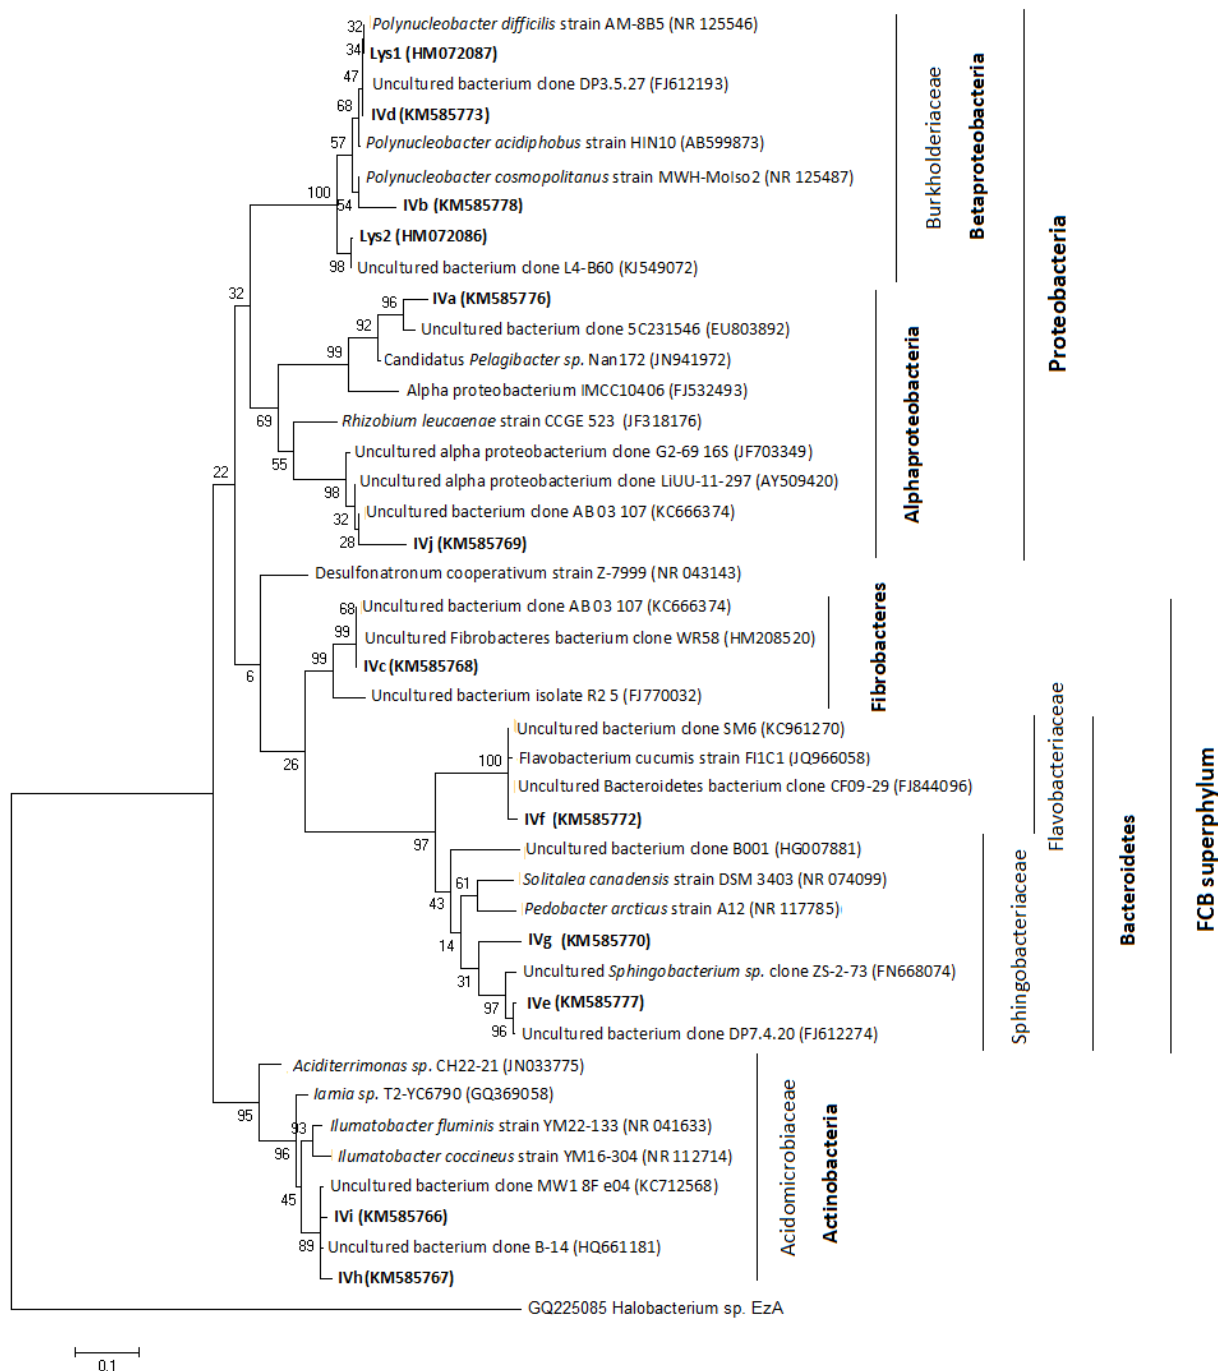 32
Polynucleobacter difficilis strain AM-8B5 (NR 125546)
34
Lys1 (HM072087)
47
Uncultured bacterium clone DP3.5.27 (FJ612193)
68
IVd (KM585773)
57
Polynucleobacter acidiphobus strain HIN10 (AB599873)
Polynucleobacter cosmopolitanus strain MWH-MoIso2 (NR 125487)
100
54
IVb (KM585778)
Lys2 (HM072086)
98
Uncultured bacterium clone L4-B60 (KJ549072)
Burkholderiaceae
Betaproteobacteria
Proteobacteria
32
96
IVa (KM585776)
92
Uncultured bacterium clone 5C231546 (EU803892)
99
Candidatus Pelagibacter sp. Nan172 (JN941972)
Alpha proteobacterium IMCC10406 (FJ532493)
69
Rhizobium leucaenae strain CCGE 523 (JF318176)
55
Uncultured alpha proteobacterium clone G2-69 16S (JF703349)
22
98
Uncultured alpha proteobacterium clone LiUU-11-297 (AY509420)
32
Uncultured bacterium clone AB 03 107 (KC666374)
28
IVj (KM585769)
Alphaproteobacteria
Desulfonatronum cooperativum strain Z-7999 (NR 043143)
68
Uncultured bacterium clone AB 03 107 (KC666374)
99
Uncultured Fibrobacteres bacterium clone WR58 (HM208520)
99
IVc (KM585768)
6
Uncultured bacterium isolate R2 5 (FJ770032)
Fibrobacteres
Uncultured bacterium clone SM6 (KC961270)
100
Flavobacterium cucumis strain FI1C1 (JQ966058)
26
Uncultured Bacteroidetes bacterium clone CF09-29 (FJ844096)
IVf (KM585772)
Flavobacteriaceae
97
Uncultured bacterium clone B001 (HG007881)
61
Solitalea canadensis strain DSM 3403 (NR 074099)
43
Pedobacter arcticus strain A12 (NR 117785)
14
IVg (KM585770)
31
Uncultured Sphingobacterium sp. clone ZS-2-73 (FN668074)
97
IVe (KM585777)
96
Uncultured bacterium clone DP7.4.20 (FJ612274)
Sphingobacteriaceae
Bacteroidetes
FCB superphylum
Aciditerrimonas sp. CH22-21 (JN033775)
95
Iamia sp. T2-YC6790 (GQ369058)
93
Ilumatobacter fluminis strain YM22-133 (NR 041633)
96
Ilumatobacter coccineus strain YM16-304 (NR 112714)
45
Uncultured bacterium clone MW1 8F e04 (KC712568)
IVi (KM585766)
89
Uncultured bacterium clone B-14 (HQ661181)
IVh(KM585767)
Acidomicrobiaceae
Actinobacteria
GQ225085 Halobacterium sp. EzA
0.1